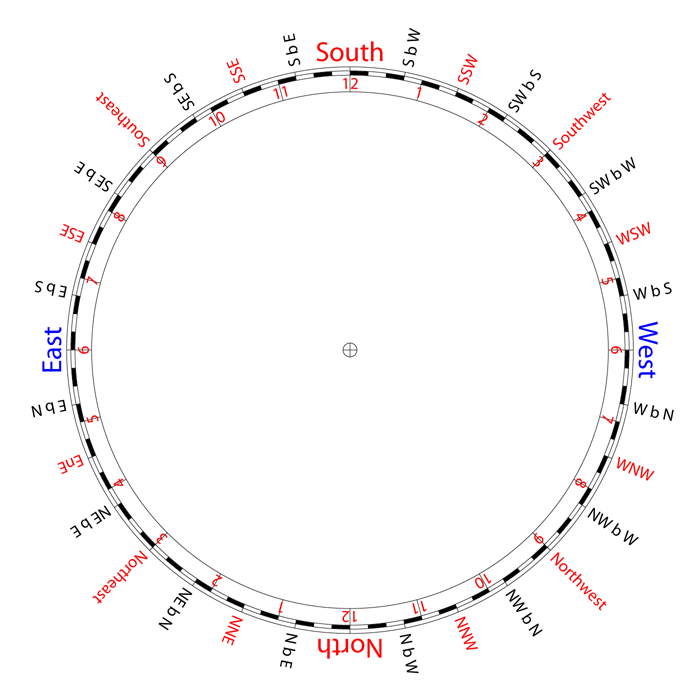 South
S b W
SSW
SW b S
Southwest
SW b W
WSW
W b S
West
W b N
WNW
NW b W
Northwest
NW b N
NNW
N b W
North
N b E
NNE
NE b N
Northeast
NE b E
EnE
E b N
East
E b S
ESE
SE b E
Southeast
SE b S
SSE
S b E
12
1
2
3
4
5
6
7
8
9
10
11
12
1
2
3
4
5
6
7
8
9
10
11